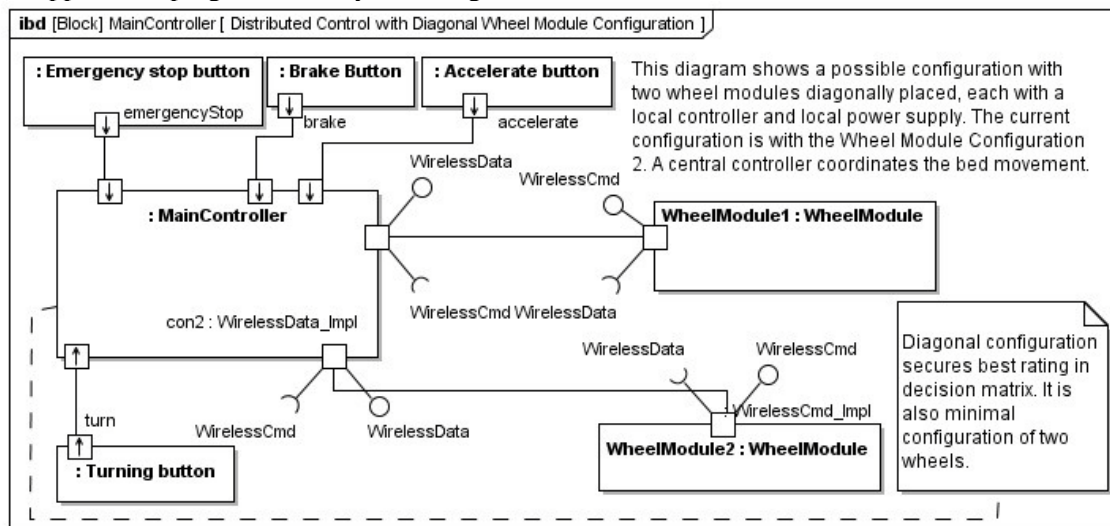 ibd [Block] MainController [ Distributed Control with Diagonal Wheel Module Configuration ]
: Emergency stop button
: Brake Button
: Accelerate button
This diagram shows a possible configuration with
two wheel modules diagonally placed, each with a
local controller and local power supply. The current
configuration is with the Wheel Module Configuration
2. A central controller coordinates the bed movement.
emergencyStop
brake
accelerate
WirelessData
WirelessCmd
: MainController
WheelModule1 : WheelModule
WirelessCmd
WirelessData
con2 : WirelessData_Impl
WirelessData
WirelessCmd
Diagonal configuration
secures best rating in
decision matrix. It is
also minimal
configuration of two
wheels.
turn
WirelessCmd
WirelessData
: WirelessCmd_Impl
WheelModule2 : WheelModule
: Turning button